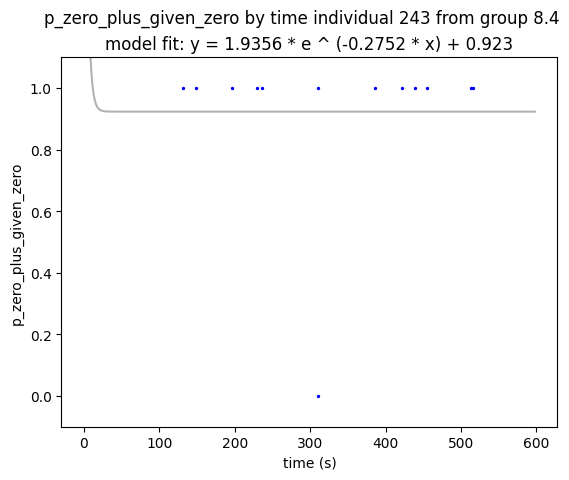 p_zero_plus_given_zero by time individual 243 from group 8.4
model fit: y = 1.9356 * e ^ (-0.2752 * x) + 0.923
1.0
0.8
0.6
0.4
0.2
0.0
p_zero_plus_given_zero
0 100 200 300 400 500 600
time (s)